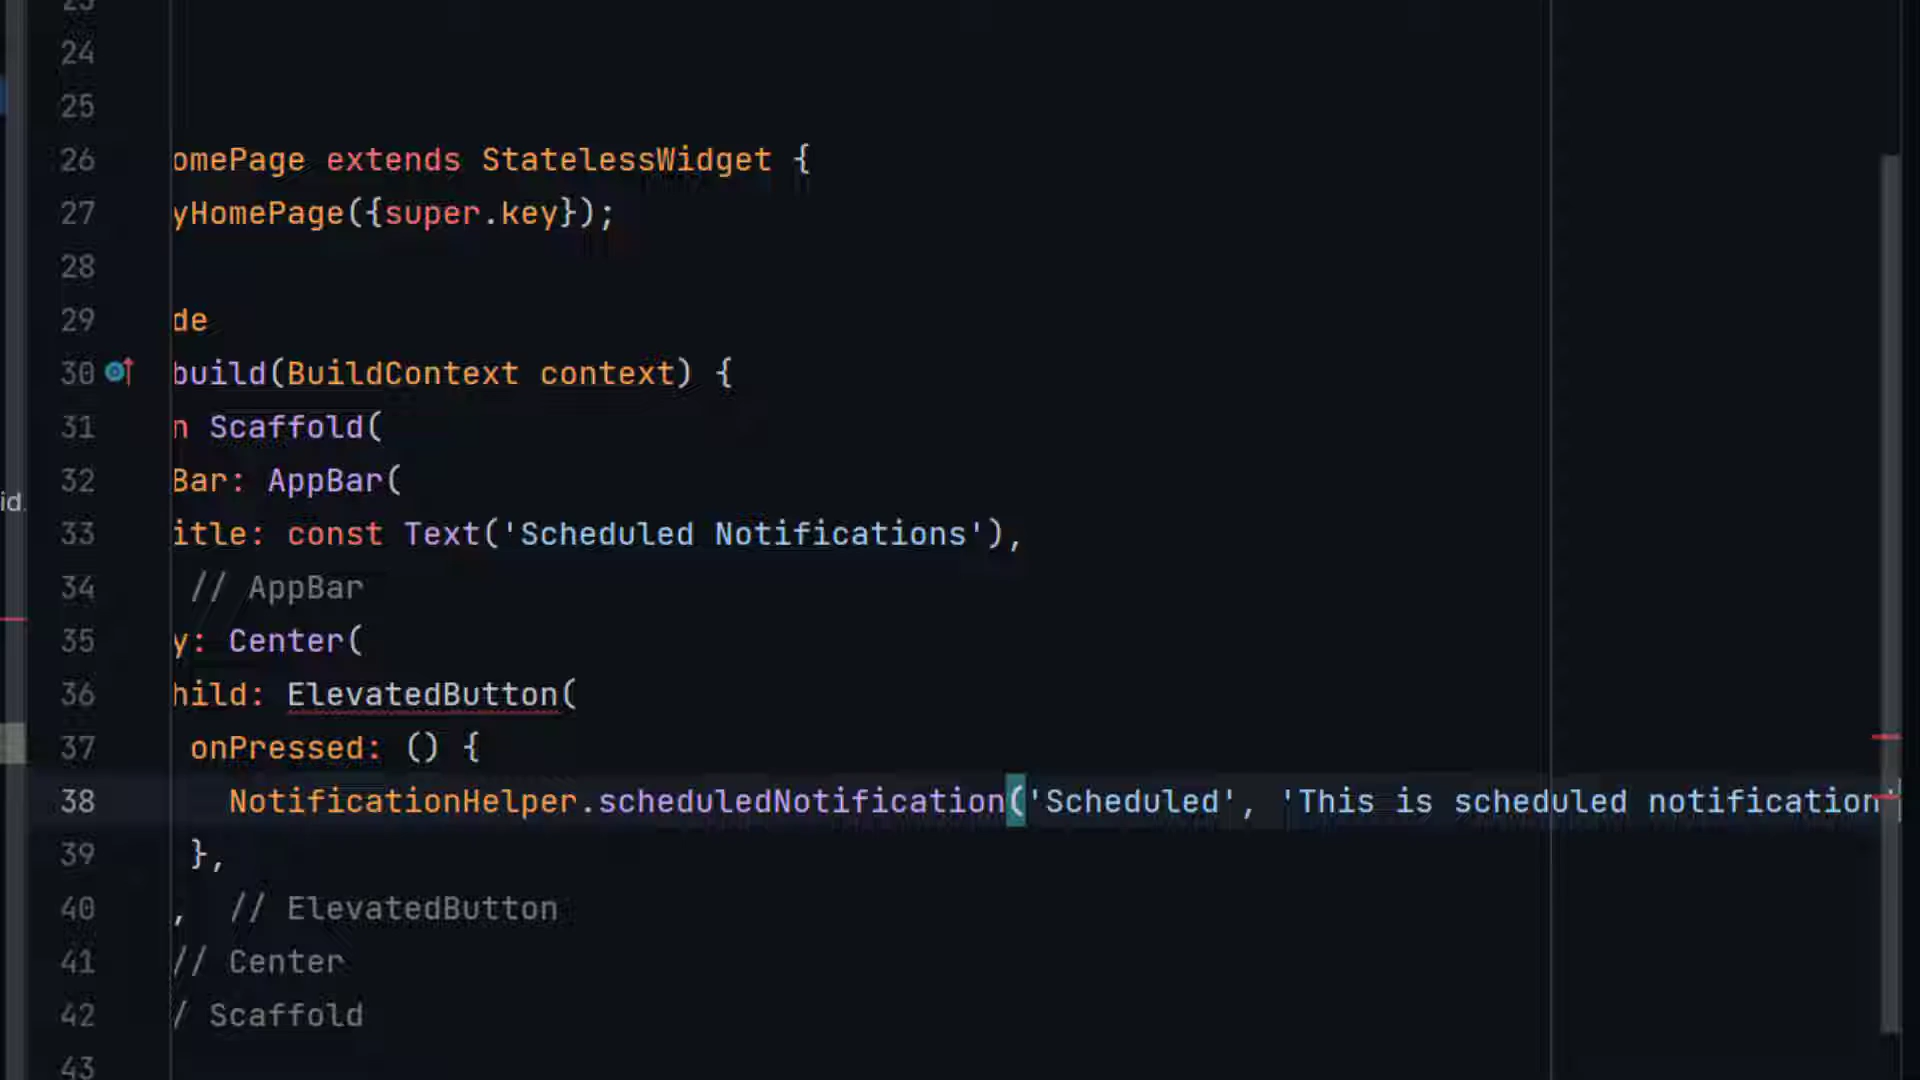 23
24
25
26 omePage extends StatelessWidget {
27 yHomePage({super.key});
28
29 de
30 build(BuildContext context) {
31 n Scaffold(
32 Bar: AppBar(
id.
33 itle: const Text('Scheduled Notifications'),
34 // AppBar
35 y: Center(
36 hild: ElevatedButton(
37 onPressed: () {
38 NotificationHelper.scheduledNotification('Scheduled', 'This is scheduled notification'
39 },
40 , // ElevatedButton
41 // Center
42 / Scaffold
43